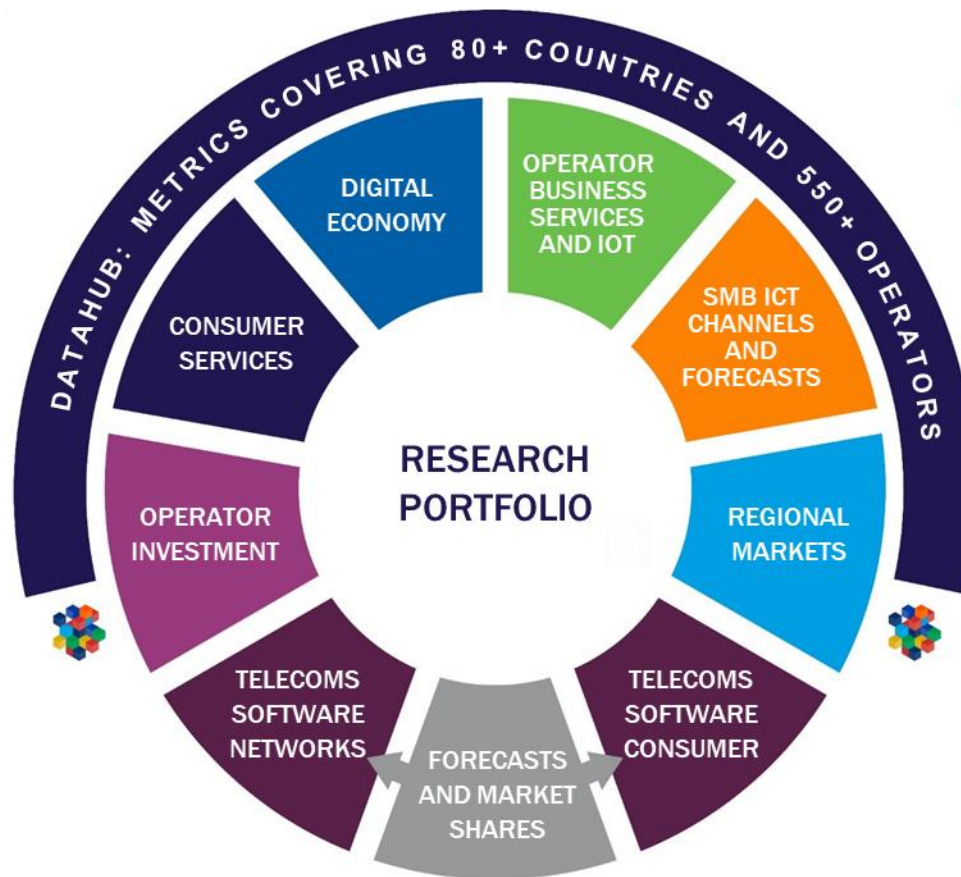 DATAHUB: METRICS COVERING 80+ COUNTRIES AND 550+ OPERATORS
DIGITAL
ECONOMY
OPERATOR
BUSINESS
SERVICES
AND IOT
CONSUMER
SERVICES
SMB ICT
CHANNELS
AND
FORECASTS
RESEARCH
PORTFOLIO
OPERATOR
INVESTMENT
REGIONAL
MARKETS
TELECOMS
SOFTWARE
NETWORKS
TELECOMS
SOFTWARE
CONSUMER
FORECASTS
AND MARKET
SHARES